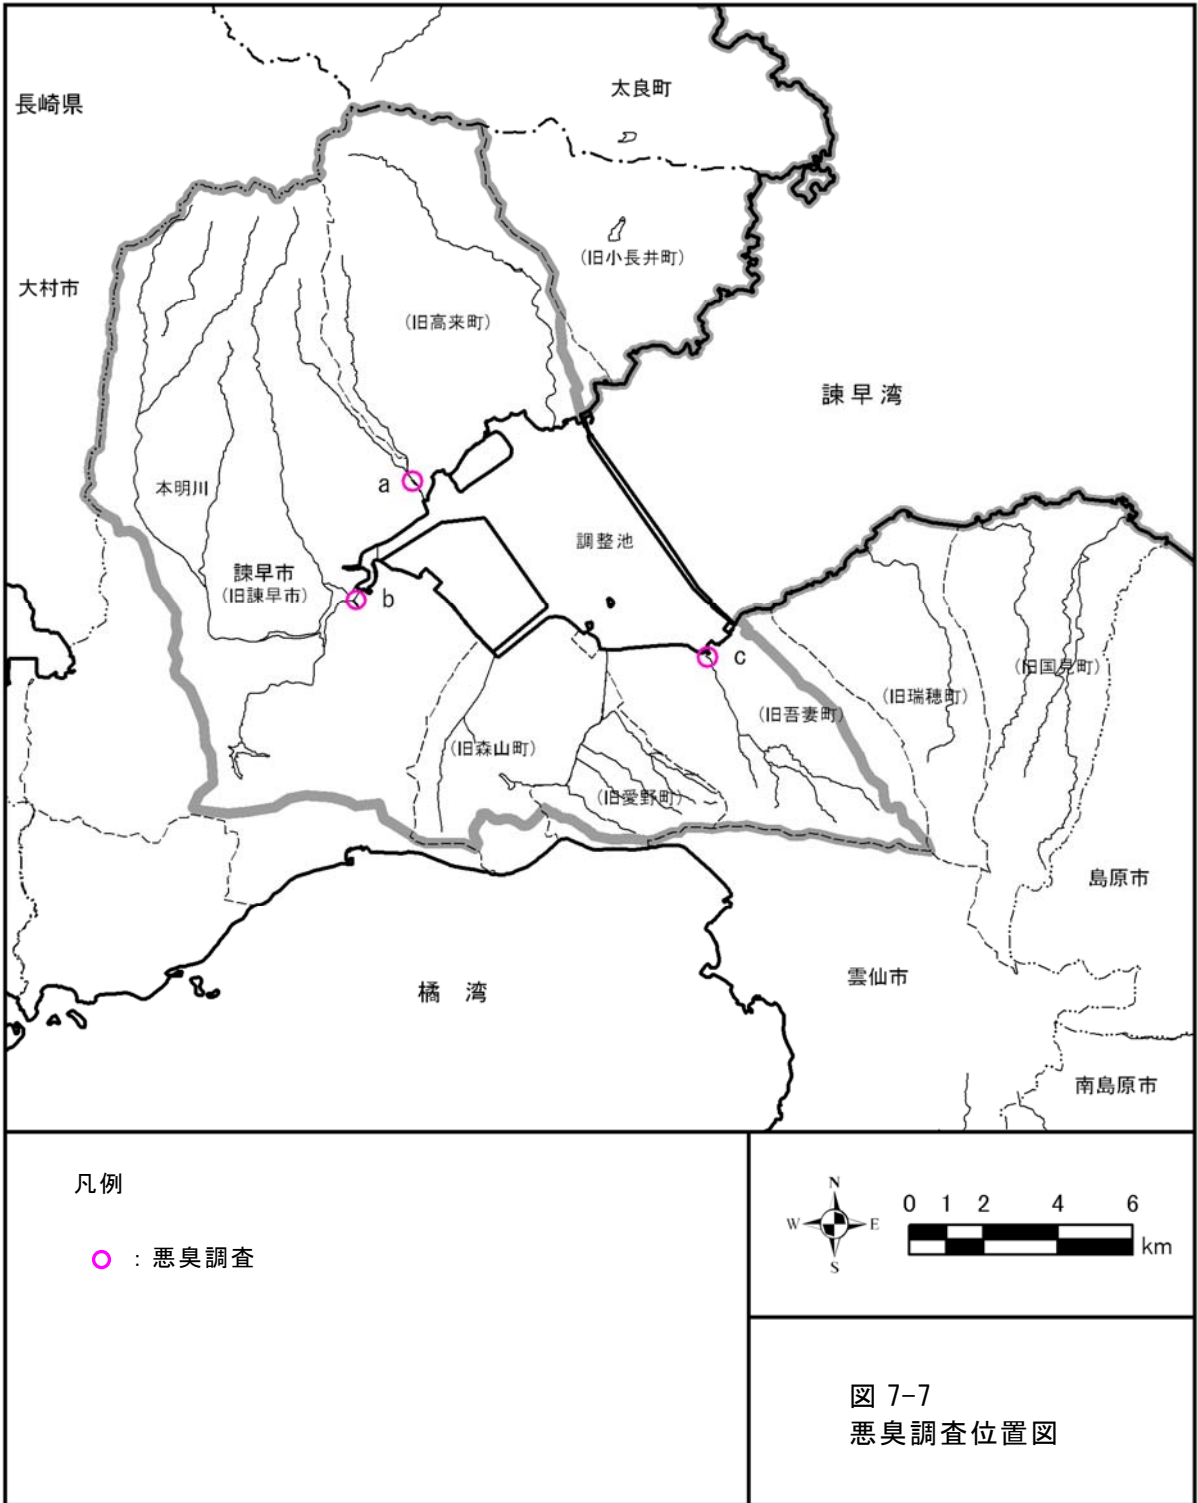 太良町
長崎県
(旧小長井町)
大村市
(旧高来町)
諫早湾
a
本明川
調整池
諫早市
(旧諫早市)
b
c
(旧国見町)
(旧瑞穂町)
(旧吾妻町)
(旧森山町)
(旧愛野町)
島原市
雲仙市
橘 湾
南島原市
凡例
：悪臭調査
N
W E
S
0 1 2 4 6
km
図 7-7
悪臭調査位置図